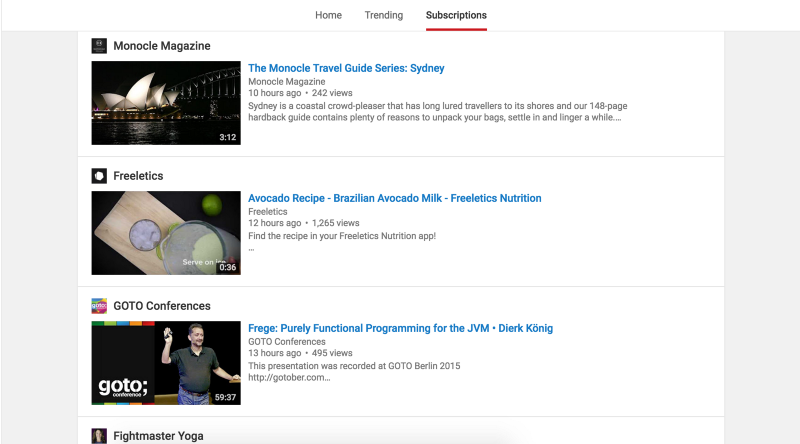 Home Trending Subscriptions
Monocle Magazine
The Monocle Travel Guide Series: Sydney
Monocle Magazine
10 hours ago • 242 views
Sydney is a coastal crowd-pleaser that has long lured travellers to its shores and our 148-page
hardback guide contains plenty of reasons to unpack your bags, settle in and linger a while....
3:12
Freeletics
Avocado Recipe - Brazilian Avocado Milk - Freeletics Nutrition
Freeletics
12 hours ago • 1,265 views
Find the recipe in your Freeletics Nutrition app!
...
Serve on ice
0:36
goto;
GOTO Conferences
Frege: Purely Functional Programming for the JVM • Dierk König
GOTO Conferences
13 hours ago • 495 views
This presentation was recorded at GOTO Berlin 2015
http://gotober.com...
goto;
conference
59:37
Fightmaster Yoga